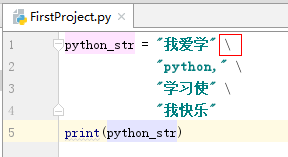 FirstProject.py ×
1 python_str = "我爱学" \
2 "python," \
3 "学习使" \
4 "我快乐"
5 print(python_str)